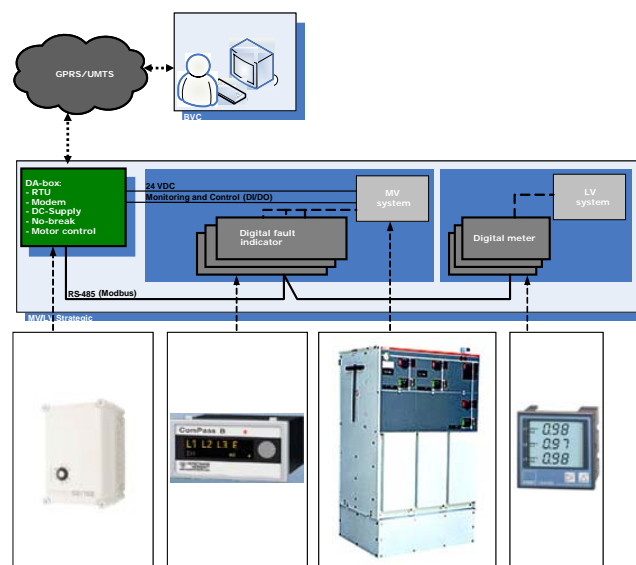 GPRS/UMTS
BVC
DA-box:
- RTU
- Modem
- DC-Supply
- No-break
- Motor control
24 VDC
Monitoring and Control (DI/DO)
MV
system
LV
system
Digital fault
indicator
Digital meter
RS-485 (Modbus)
MV/LV Strategic
ComPass B
L1 L2 L3 E
0.98
0.97
0.98